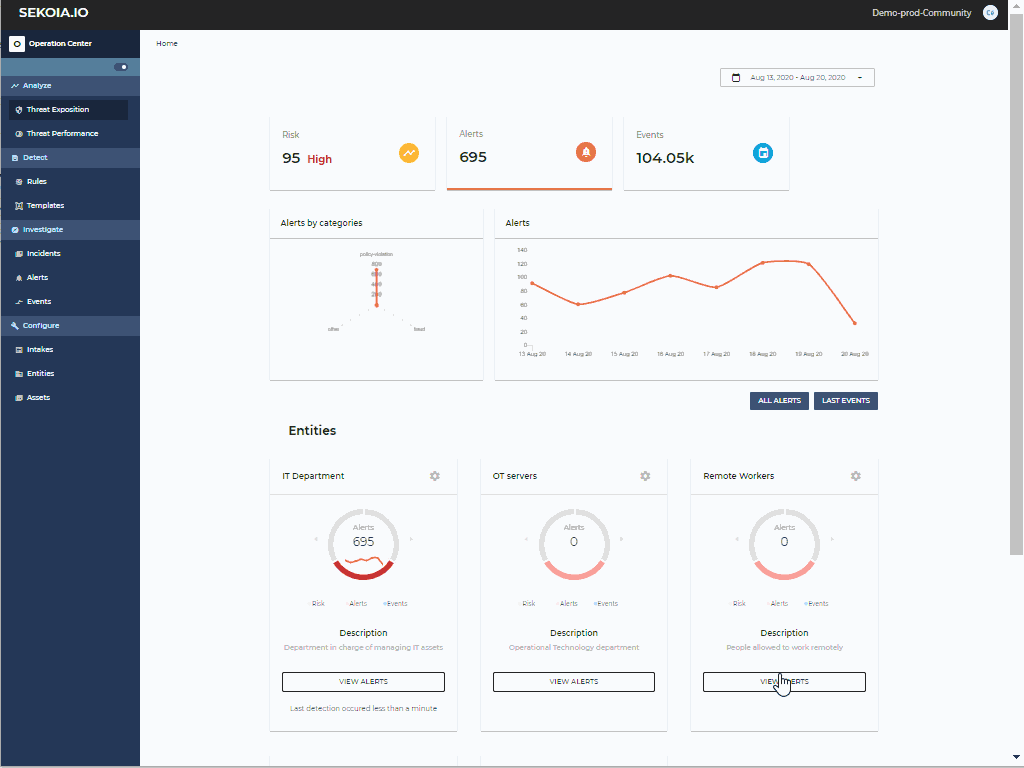 SEKOIA.IO
Demo-prod-Community
Operation Center
Home
Aug 13, 2020 - Aug 20, 2020
Analyze
Threat Exposition
Threat Performance
Detect
Rules
Templates
Investigate
Incidents
Alerts
Events
Configure
Intakes
Entities
Assets
Risk
95 High
Alerts
695
Events
104.05k
Alerts by categories
policy-violation
800
600
400
200
other
fraud
Alerts
140
120
100
80
60
40
20
0
13 Aug 20 14 Aug 20 15 Aug 20 16 Aug 20 17 Aug 20 18 Aug 20 19 Aug 20 20 Aug 20
ALL ALERTS LAST EVENTS
Entities
IT Department
Alerts
695
Risk Alerts Events
Description
Department in charge of managing IT assets
VIEW ALERTS
Last detection occured less than a minute
OT servers
Alerts
0
Risk Alerts Events
Description
Operational Technology department
VIEW ALERTS
Remote Workers
Alerts
0
Risk Alerts Events
Description
People allowed to work remotely
VIEW ALERTS